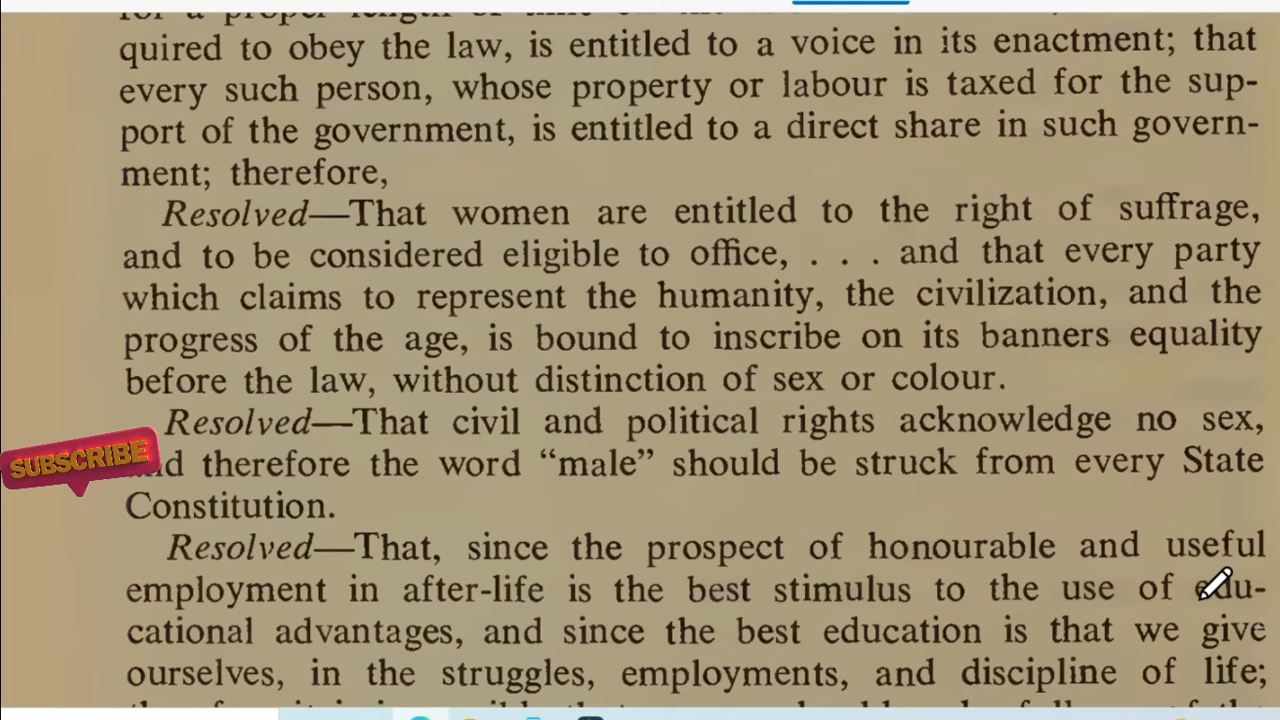 quired to obey the law, is entitled to a voice in its enactment; that
every such person, whose property or labour is taxed for the sup-
port of the government, is entitled to a direct share in such govern-
ment; therefore,
Resolved—That women are entitled to the right of suffrage,
and to be considered eligible to office, . . . and that every party
which claims to represent the humanity, the civilization, and the
progress of the age, is bound to inscribe on its banners equality
before the law, without distinction of sex or colour.
Resolved—That civil and political rights acknowledge no sex,
therefore the word “male” should be struck from every State
Constitution.
Resolved—That, since the prospect of honourable and useful
employment in after-life is the best stimulus to the use of edu-
cational advantages, and since the best education is that we give
ourselves, in the struggles, employments, and discipline of life;
SUBSCRIBE